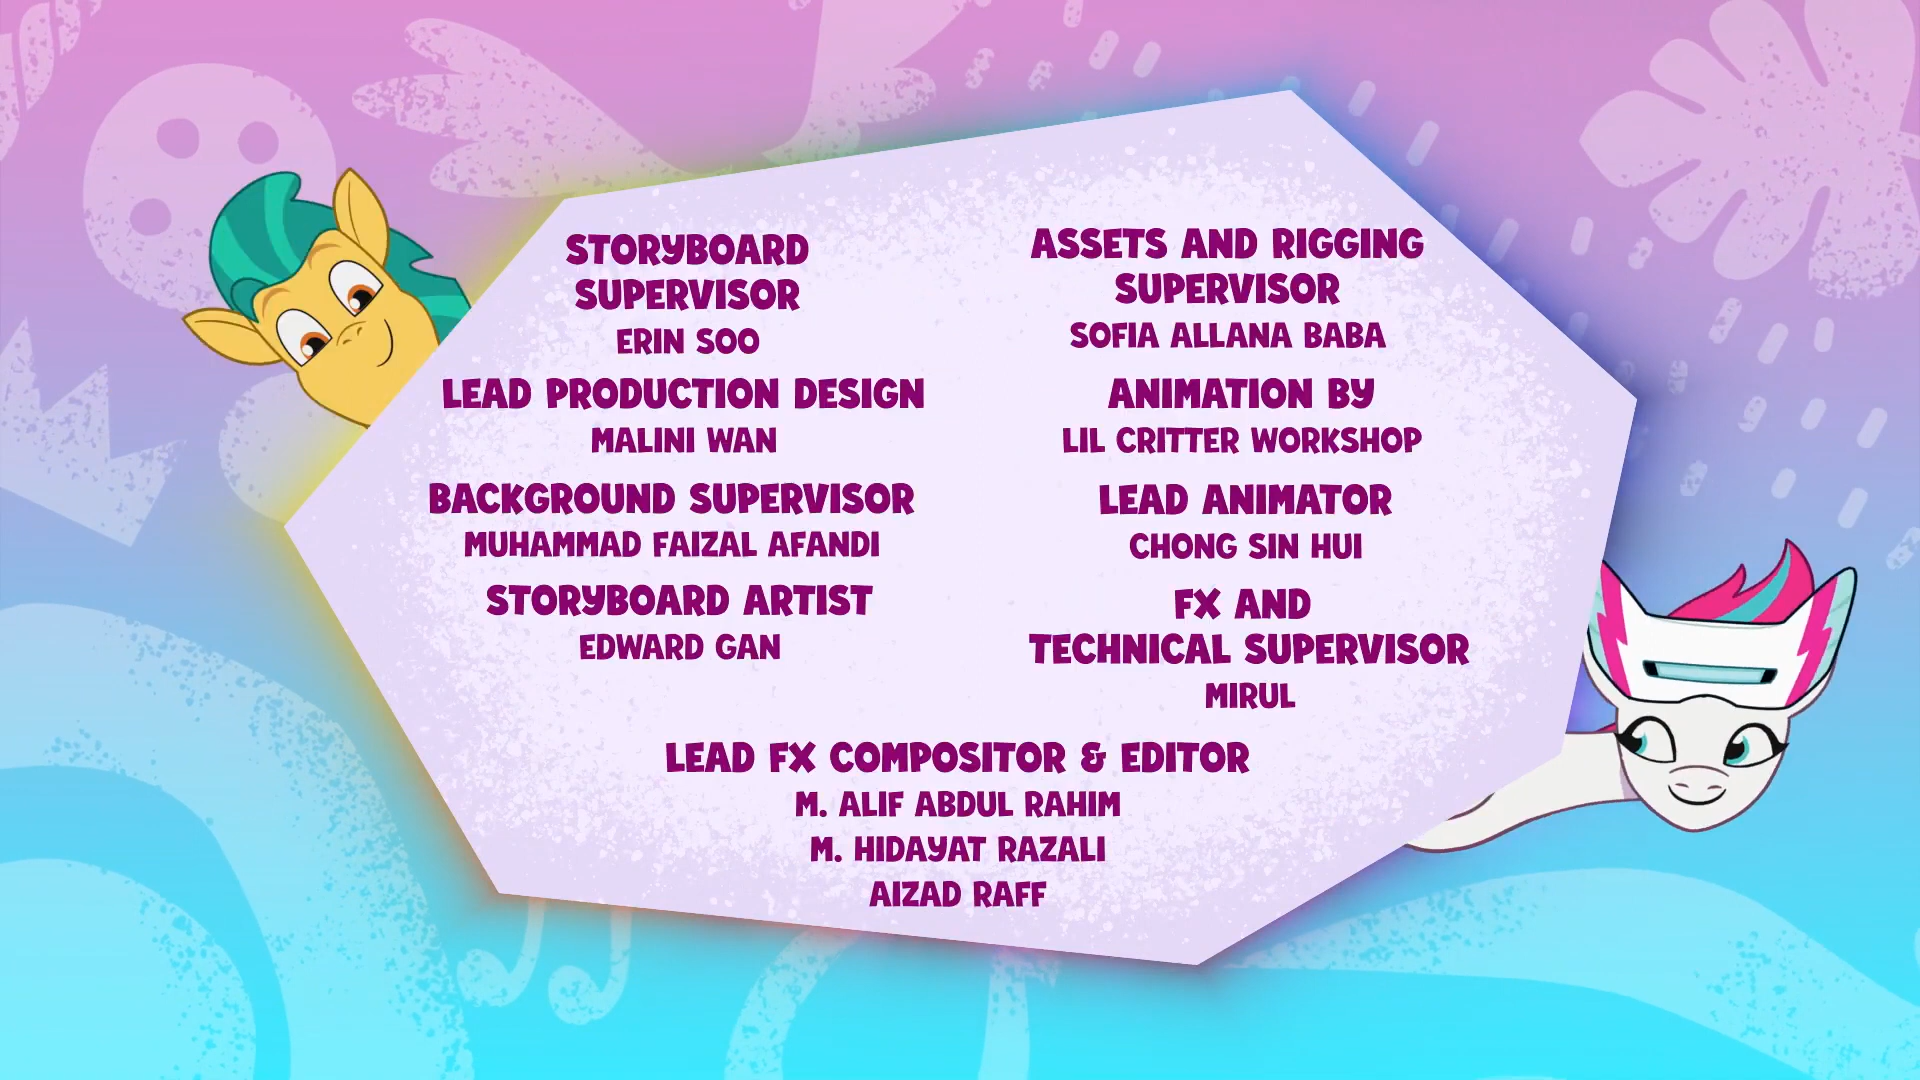 STORYBOARD
SUPERVISOR
ERIN SOO
LEAD PRODUCTION DESIGN
MALINI WAN
BACKGROUND SUPERVISOR
MUHAMMAD FAIZAL AFANDI
STORYBOARD ARTIST
EDWARD GAN
ASSETS AND RIGGING
SUPERVISOR
SOFIA ALLANA BABA
ANIMATION BY
LIL CRITTER WORKSHOP
LEAD ANIMATOR
CHONG SIN HUI
FX AND
TECHNICAL SUPERVISOR
MIRUL
LEAD FX COMPOSITOR & EDITOR
M. ALIF ABDUL RAHIM
M. HIDAYAT RAZALI
AIZAD RAFF